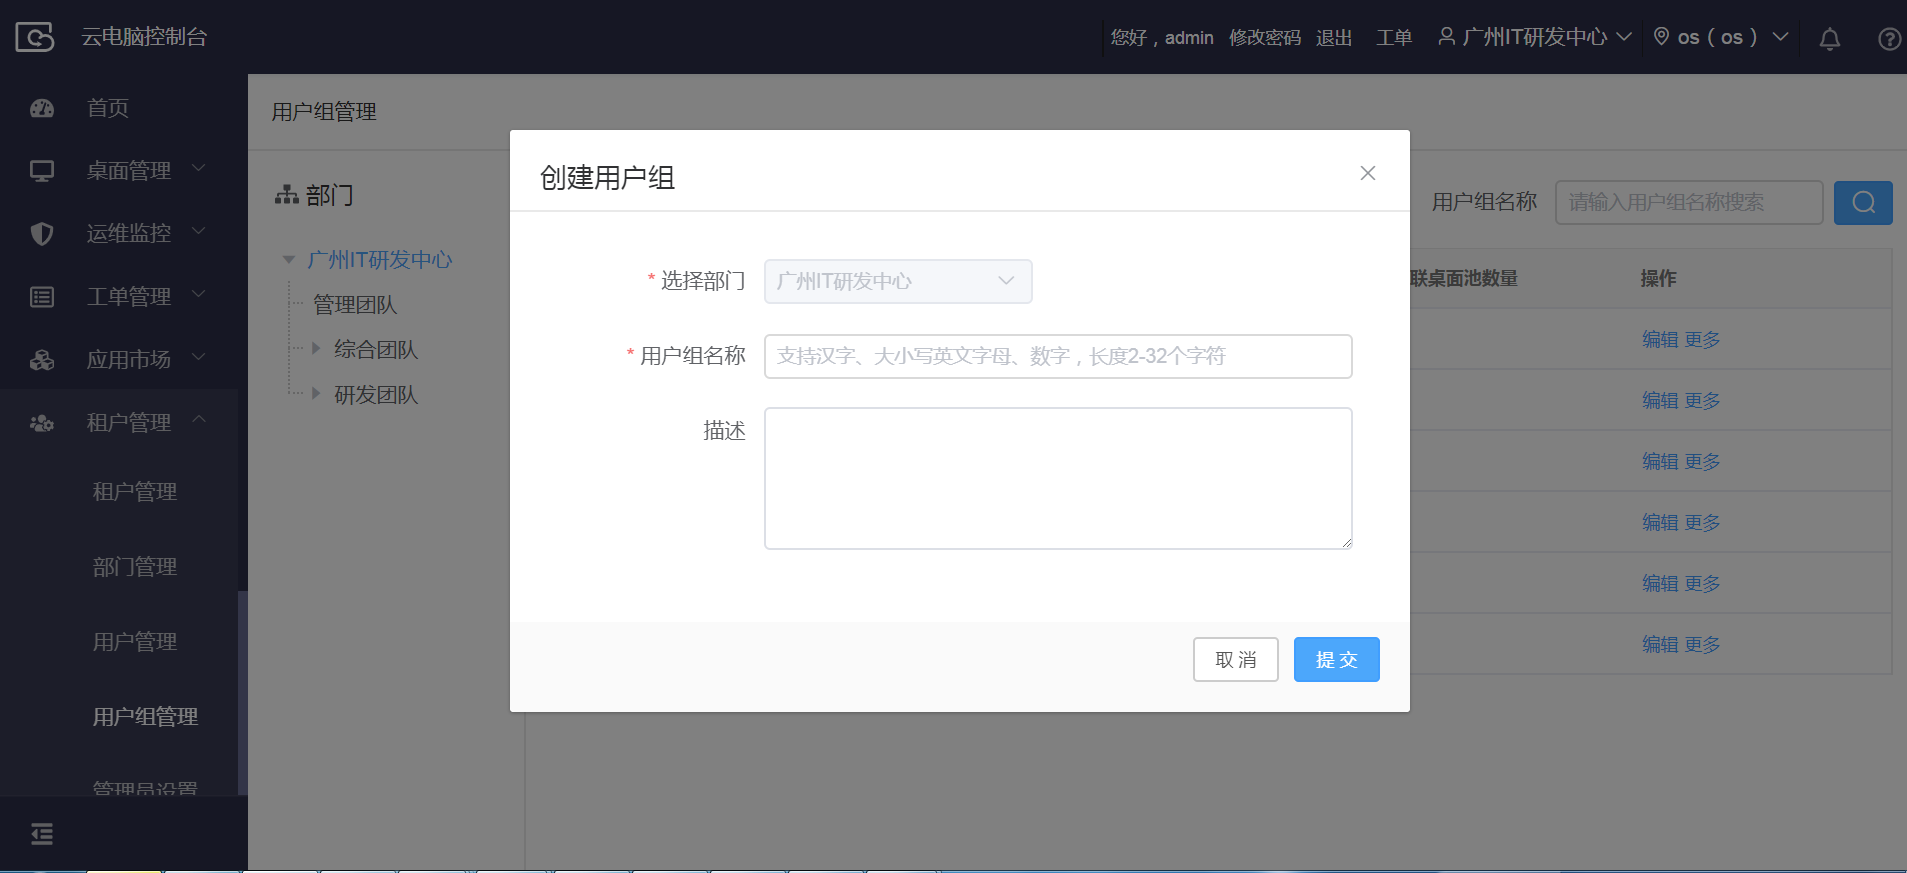 云电脑控制台
您好，admin 修改密码 退出 工单 广州IT研发中心 os（os）
首页
桌面管理
运维监控
工单管理
应用市场
租户管理
租户管理
部门管理
用户管理
用户组管理
管理员设置
用户组管理
部门
广州IT研发中心
管理团队
综合团队
研发团队
用户组名称 请输入用户组名称搜索
联桌面池数量 操作
编辑 更多
编辑 更多
编辑 更多
编辑 更多
编辑 更多
编辑 更多
创建用户组
* 选择部门 广州IT研发中心
* 用户组名称 支持汉字、大小写英文字母、数字，长度2-32个字符
描述
取 消 提 交